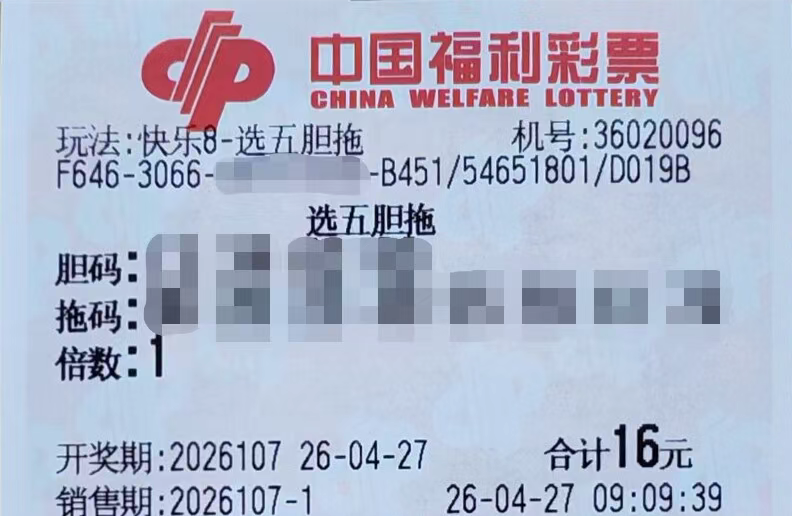 中国福利彩票
CHINA WELFARE LOTTERY
玩法:快乐8-选五胆拖 机号:36020096
F646-3066- -B451/54651801/D019B
选五胆拖
胆码:
拖码:
倍数:1
开奖期:2026107 26-04-27 合计16元
销售期:2026107-1 26-04-27 09:09:39